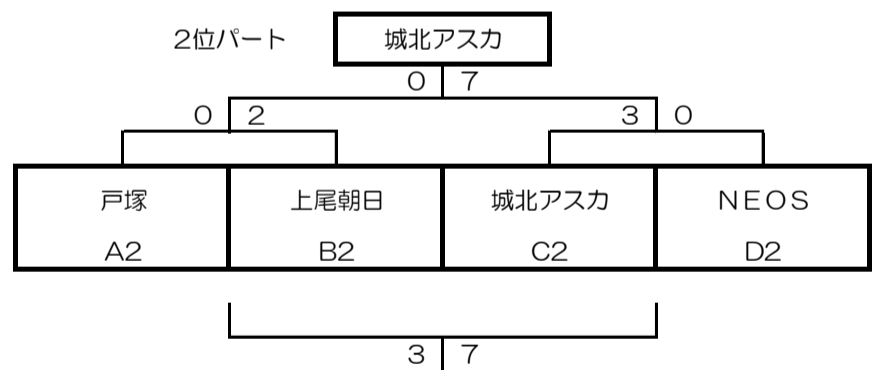 2位パート 城北アスカ
0 7
0 2 3 0
戸塚 上尾朝日 城北アスカ NEOS
A2 B2 C2 D2
3 7